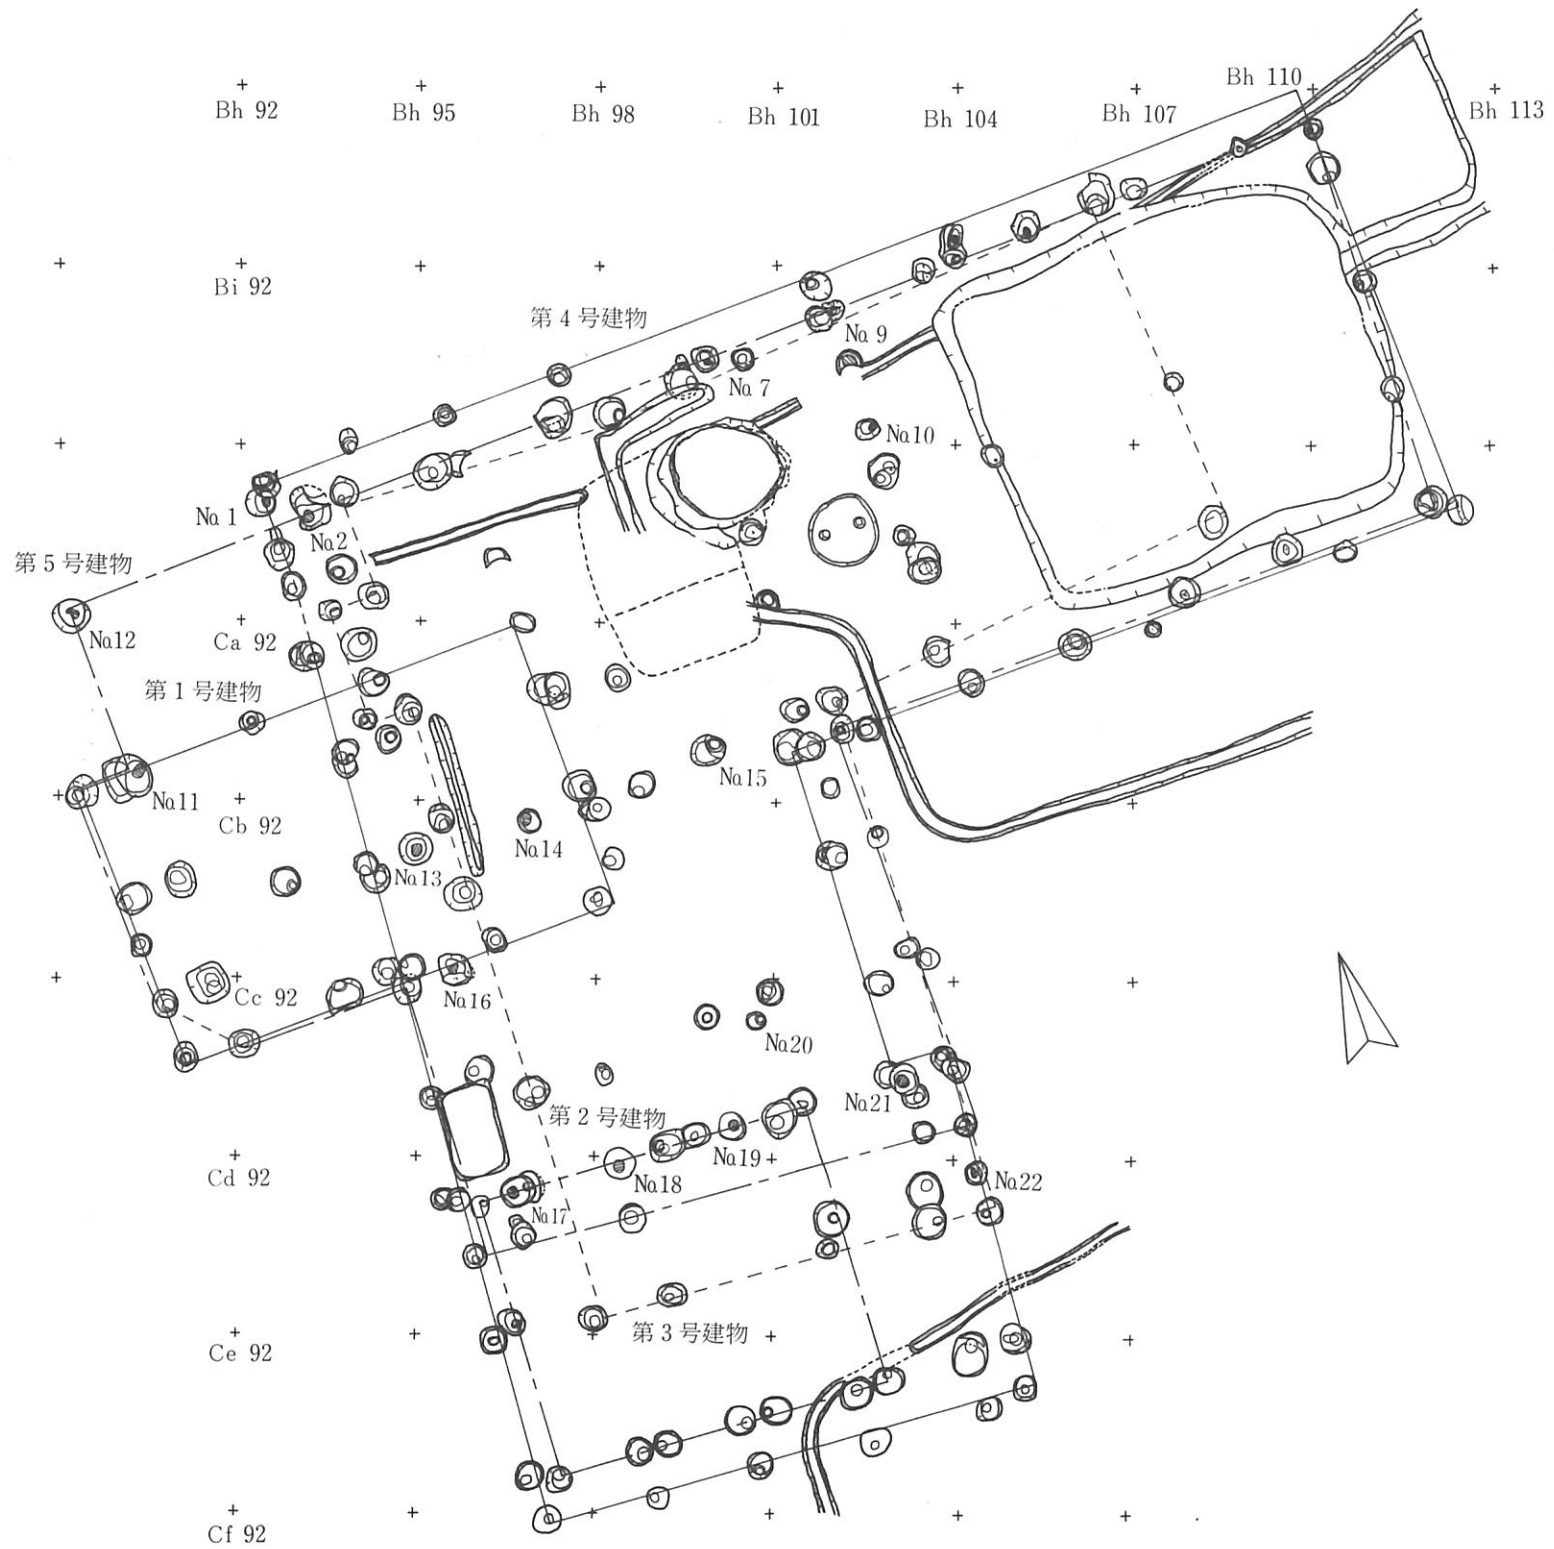 Bh 110
Bh 92
Bh 95
Bh 98
Bh 101
Bh 104
Bh 107
Bh 113
Bi 92
第 4 号建物
No. 9
No. 7
No. 10
No. 1
No. 2
第 5 号建物
No. 12
Ca 92
第 1 号建物
No. 11
No. 15
Cb 92
No. 14
No. 13
Cc 92
No. 16
No. 20
No. 21
第 2 号建物
No. 19
Cd 92
No. 18
No. 22
No. 17
第 3 号建物
Ce 92
Cf 92